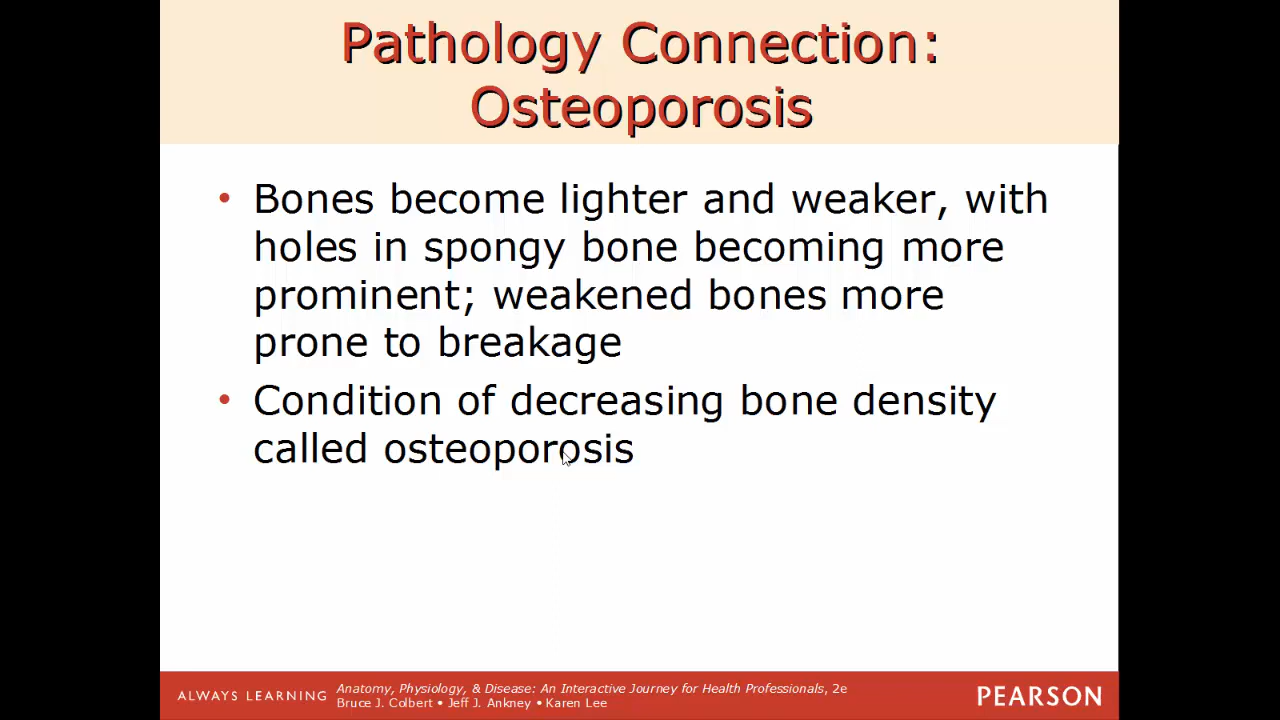 Pathology Connection:
Osteoporosis
• Bones become lighter and weaker, with
holes in spongy bone becoming more
prominent; weakened bones more
prone to breakage
• Condition of decreasing bone density
called osteoporosis
ALWAYS LEARNING
Anatomy, Physiology, & Disease: An Interactive Journey for Health Professionals, 2e
Bruce J. Colbert • Jeff J. Ankney • Karen Lee
PEARSON